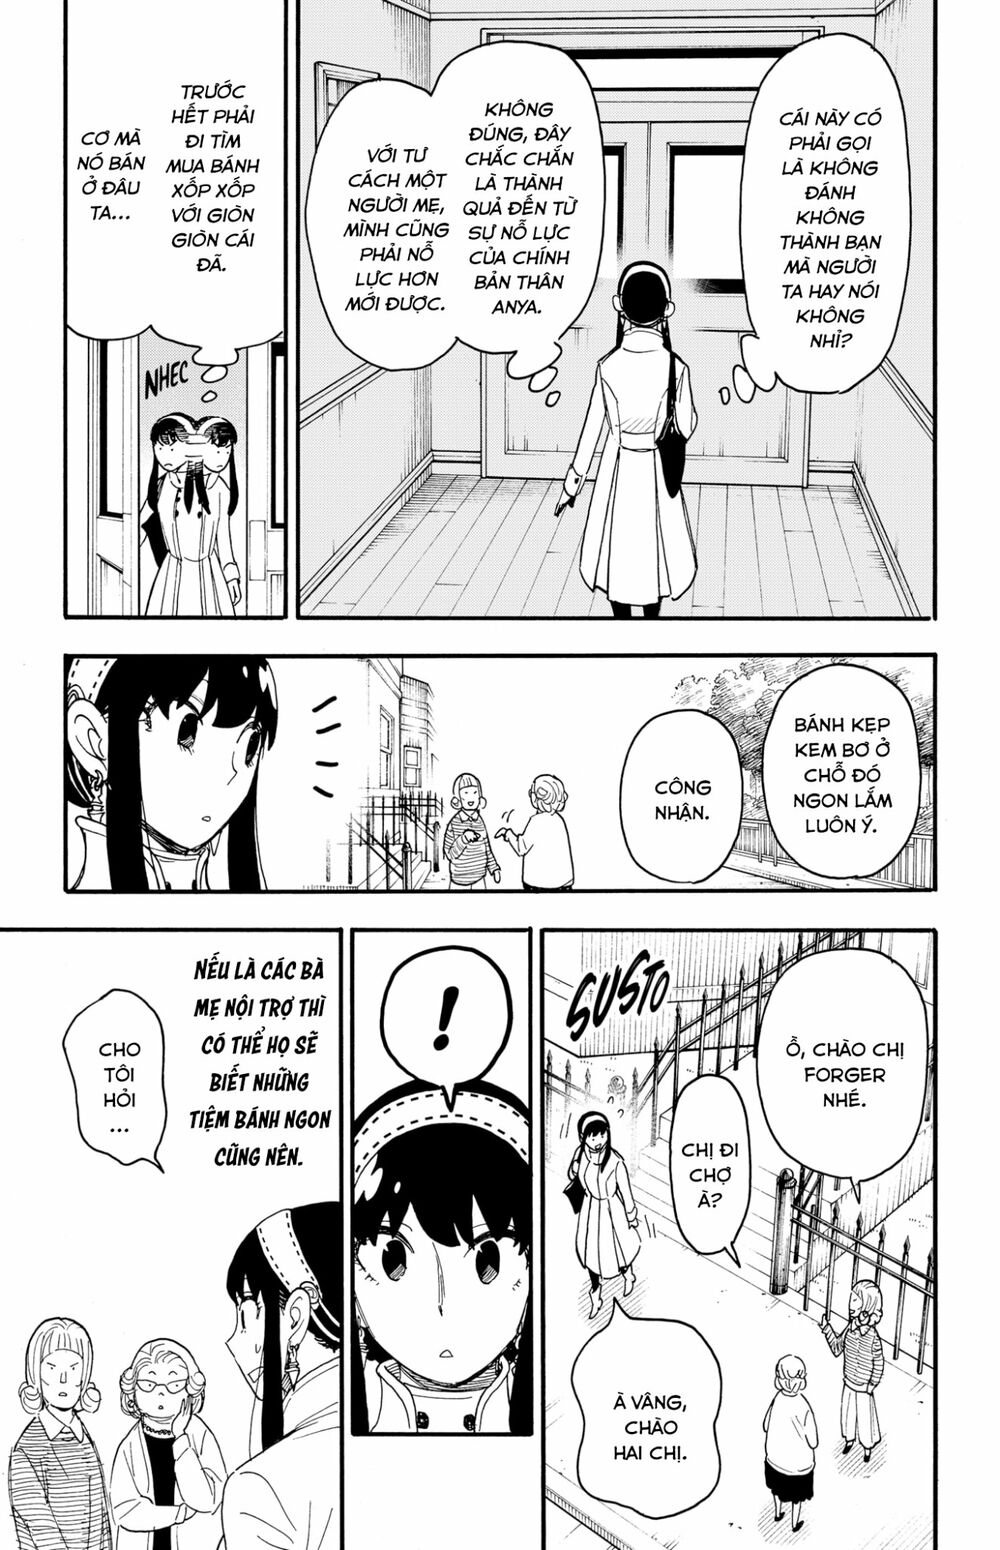 CÁI NÀY CÓ
PHẢI GỌI
LÀ KHÔNG
ĐÁNH
KHÔNG
THÀNH BẠN
MÀ NGƯỜI
TA HAY NÓI
KHÔNG
NHỈ?
KHÔNG
ĐÚNG, ĐÂY
CHẮC CHẮN
LÀ THÀNH
QUẢ ĐẾN TỪ
SỰ NỖ LỰC
CỦA CHÍNH
BẢN THÂN
ANYA.
VỚI TƯ
CÁCH MỘT
NGƯỜI MẸ,
MÌNH CŨNG
PHẢI NỖ
LỰC HƠN
MỚI ĐƯỢC.
TRƯỚC
HẾT PHẢI
ĐI TÌM
MUA BÁNH
XỐP XỐP
VỚI GIÒN
GIÒN CÁI
ĐÃ.
CƠ MÀ
NÓ BÁN
Ở ĐÂU
TA...
NHEC
BÁNH KẸP
KEM BƠ Ở
CHỖ ĐÓ
NGON LẮM
LUÔN Ý.
CÔNG
NHẬN.
Ồ, CHÀO CHỊ
FORGER
NHÉ.
SUSTO
CHỊ ĐI
CHỢ
À?
À VÂNG,
CHÀO
HAI CHỊ.
!
NẾU LÀ CÁC BÀ
MẸ NỘI TRỢ THÌ
CÓ THỂ HỌ SẼ
BIẾT NHỮNG
TIỆM BÁNH NGON
CŨNG NÊN.
CHO
TÔI
HỎI
...